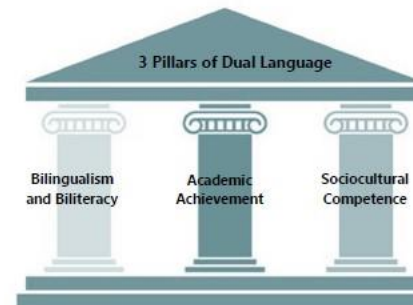 3 Pillars of Dual Language
Bilingualism
and Biliteracy
Academic
Achievement
Sociocultural
Competence